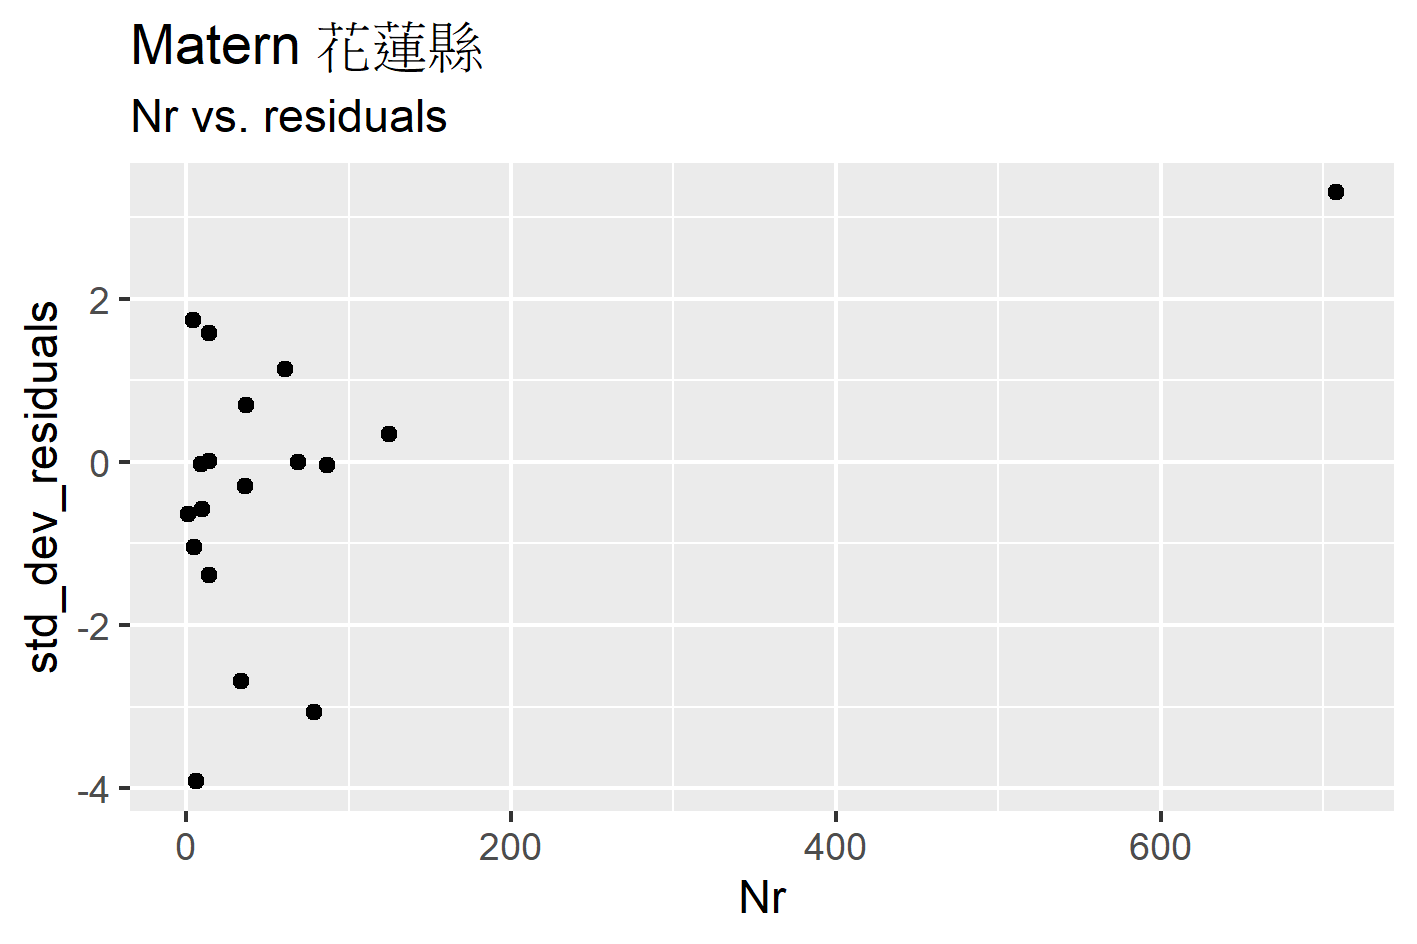 Matern 花蓮縣
Nr vs. residuals
std_dev_residuals
2
0
-2
-4
0 200 400 600
Nr